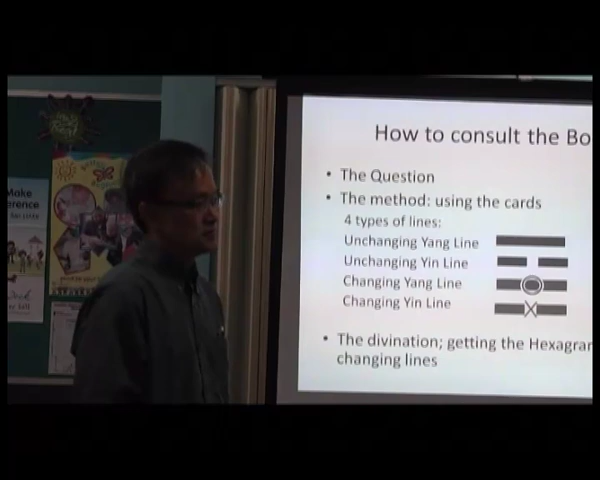 How to consult the Bo
• The Question
• The method: using the cards
4 types of lines:
Unchanging Yang Line
Unchanging Yin Line
Changing Yang Line
Changing Yin Line
• The divination; getting the Hexagra
changing lines
Make
erence